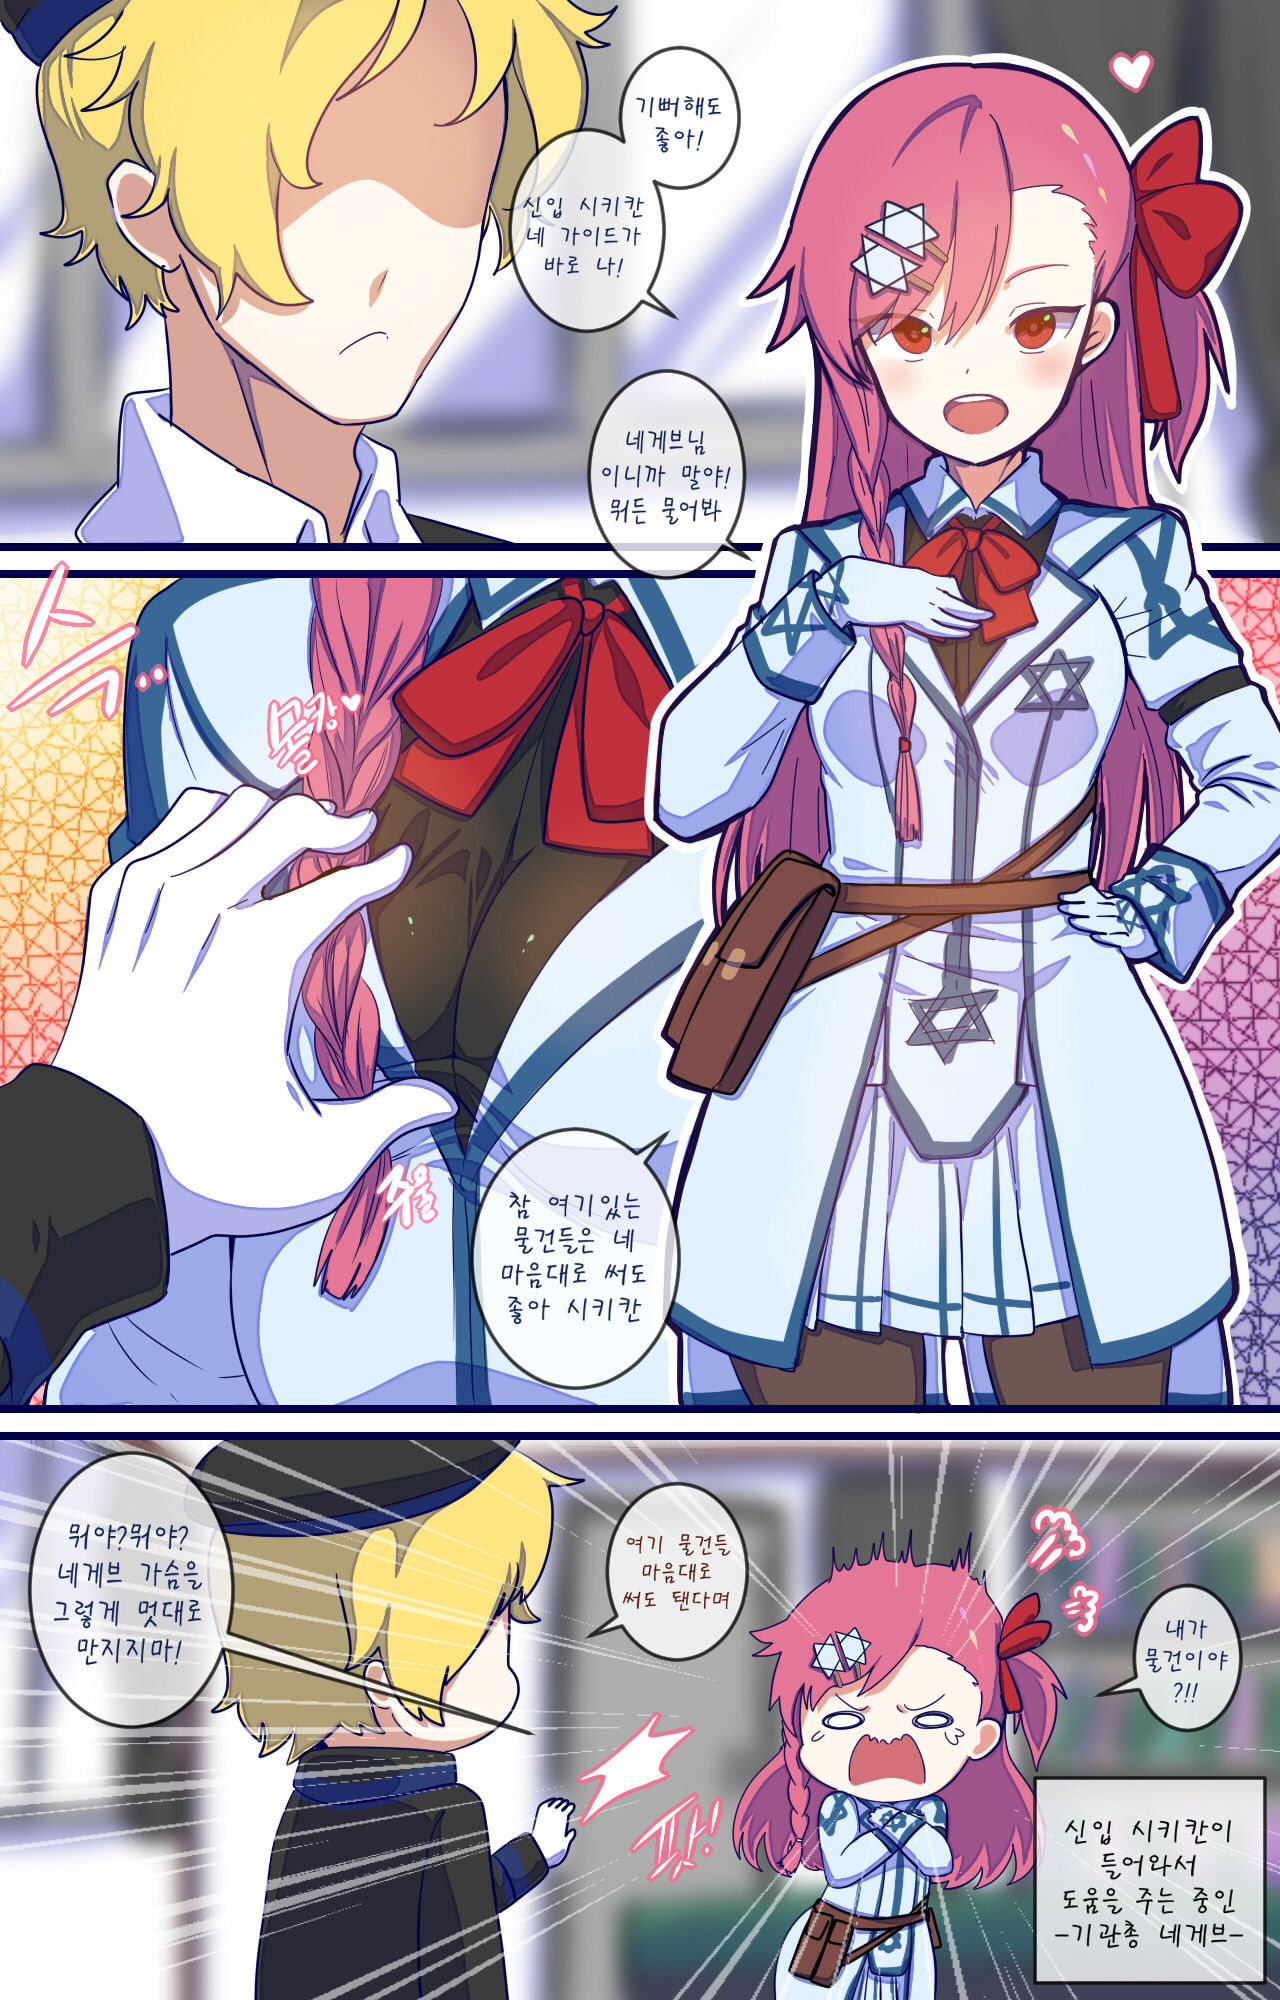 기뻐해도
좋아!
신입 시키칸
네 가이드가
바로 나!
네게브님
이니까 말야!
뭐든 물어봐
스윽..
몰캉♥
주물
참 여기있는
물건들은 네
마음대로 써도
좋아 시키칸
뭐야?뭐야?
네게브 가슴을
그렇게 멋대로
만지지마!
여기 물건들
마음대로
써도 탠다며
팟!
내가
물건이야
?!!
신입 시키칸이
들어와서
도움을 주는 중인
-기관총 네게브-